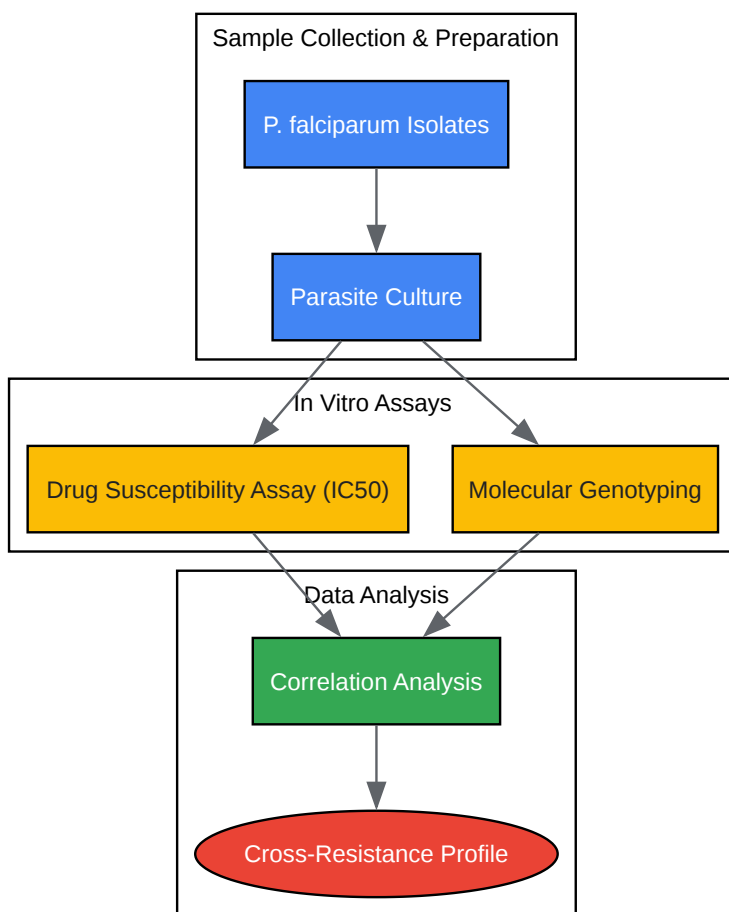 Sample Collection & Preparation
P. falciparum Isolates
Parasite Culture
In Vitro Assays
Drug Susceptibility Assay (IC50)
Molecular Genotyping
Data Analysis
Correlation Analysis
Cross-Resistance Profile